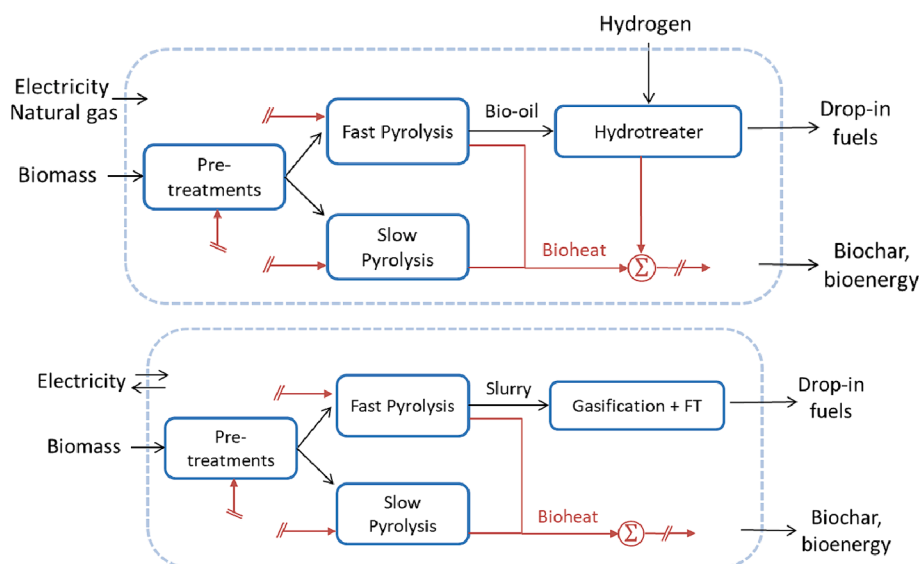 Hydrogen
Electricity
Natural gas
Biomass
Pre-
treatments
Fast Pyrolysis
Bio-oil
Hydrotreater
Drop-in
fuels
Slow
Pyrolysis
Bioheat
Σ
Biochar,
bioenergy
Electricity
Biomass
Pre-
treatments
Fast Pyrolysis
Slurry
Gasification + FT
Drop-in
fuels
Slow
Pyrolysis
Bioheat
Σ
Biochar,
bioenergy